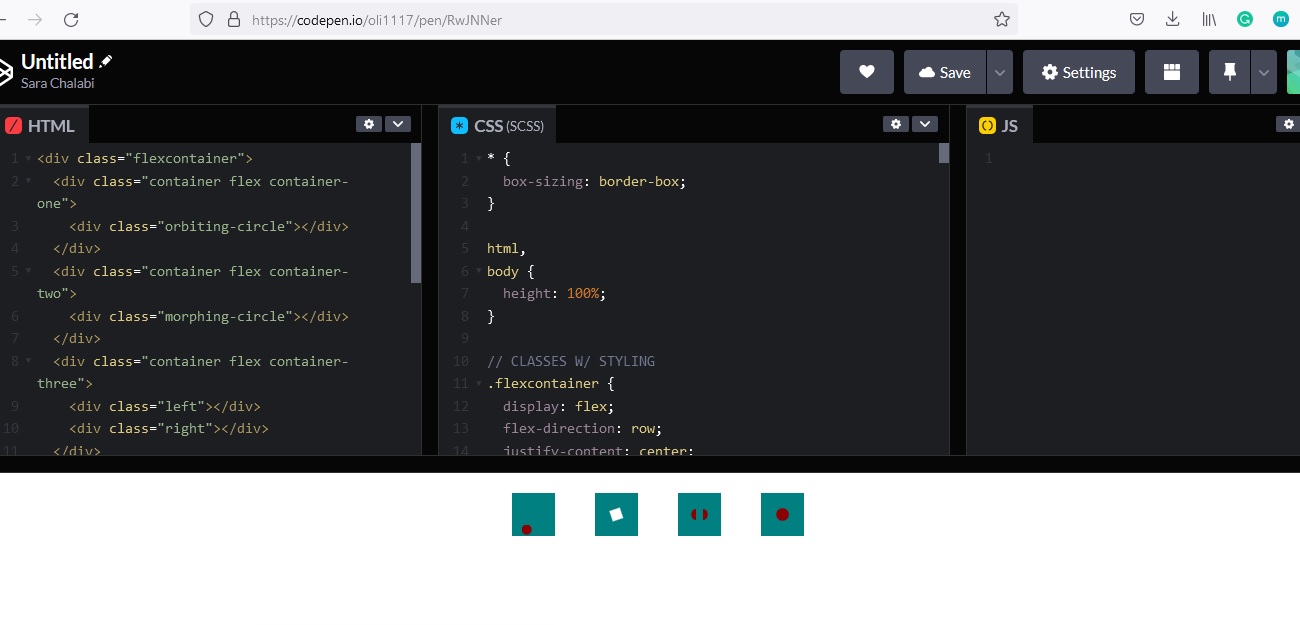 https://codepen.io/oli1117/pen/RwJNNer
Untitled
Sara Chalabi
Save
Settings
HTML
1 <div class="flexcontainer">
2 <div class="container flex container-
one">
3 <div class="orbiting-circle"></div>
4 </div>
5 <div class="container flex container-
two">
6 <div class="morphing-circle"></div>
7 </div>
8 <div class="container flex container-
three">
9 <div class="left"></div>
10 <div class="right"></div>
11 </div>
CSS (SCSS)
1 * {
2 box-sizing: border-box;
3 }
4
5 html,
6 body {
7 height: 100%;
8 }
9
10 // CLASSES W/ STYLING
11 .flexcontainer {
12 display: flex;
13 flex-direction: row;
14 justify-content: center;
JS
1